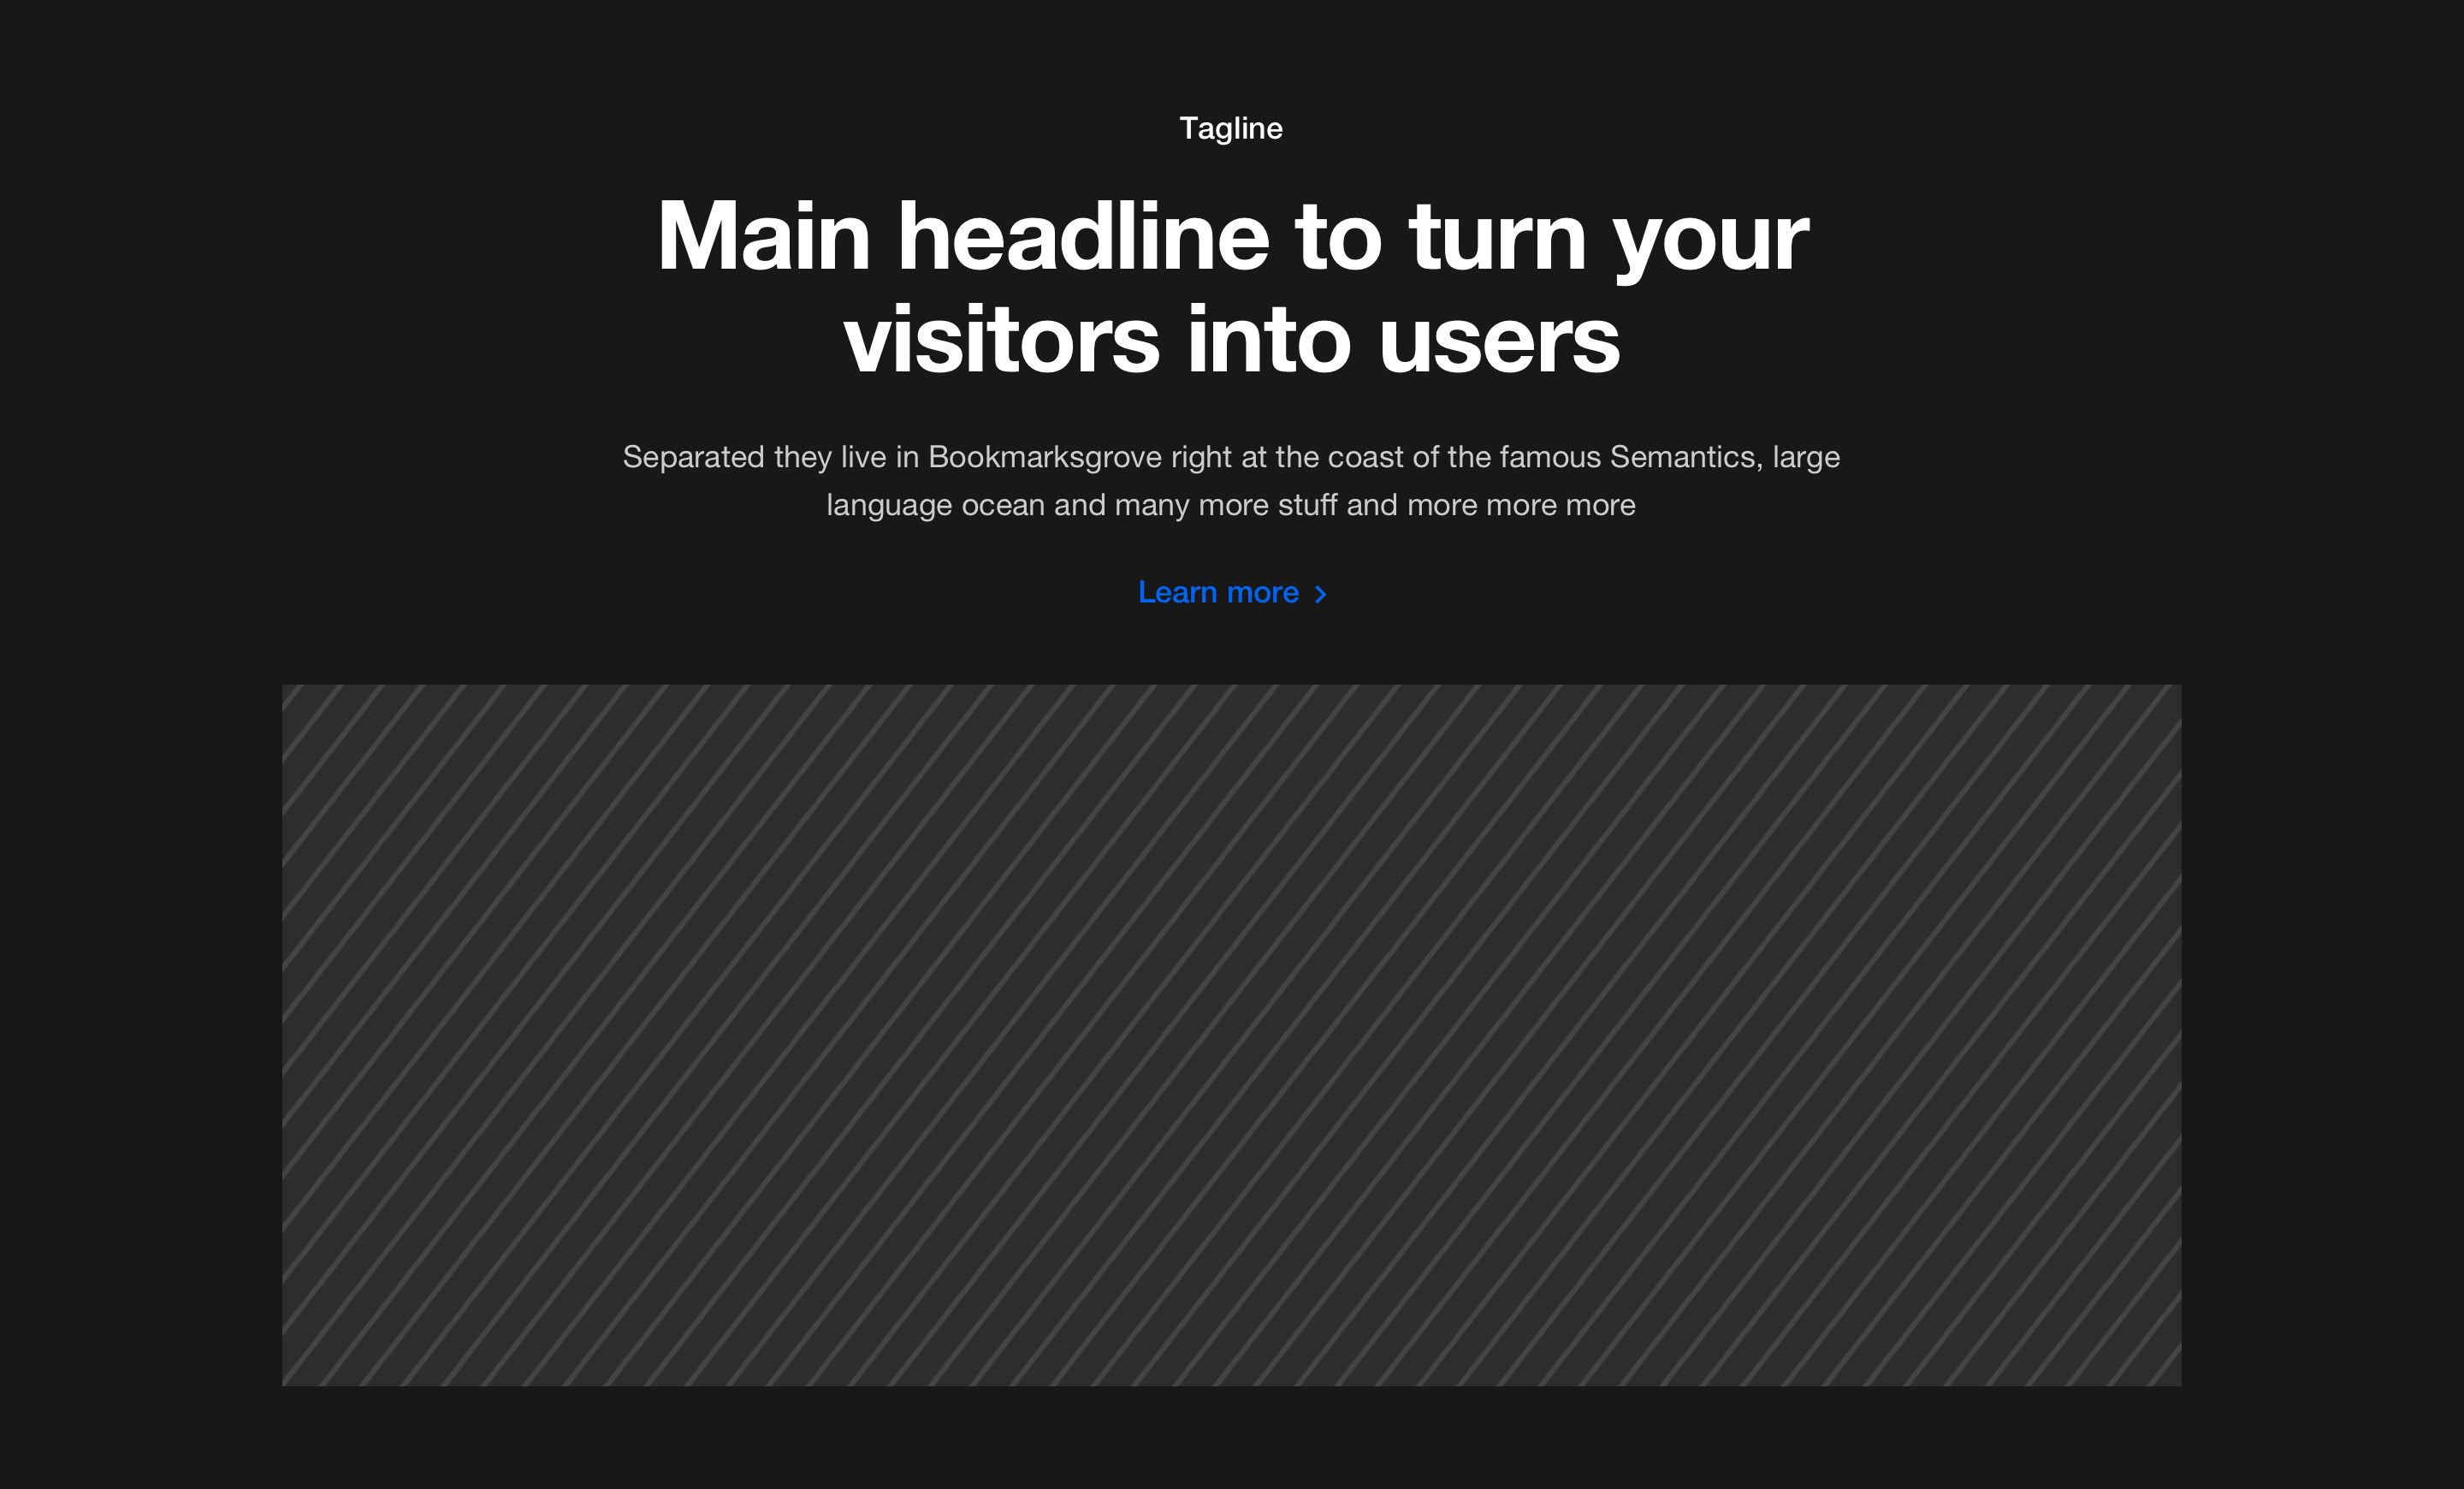 Tagline
Main headline to turn your
visitors into users
Separated they live in Bookmarksgrove right at the coast of the famous Semantics, large
language ocean and many more stuff and more more more
Learn more